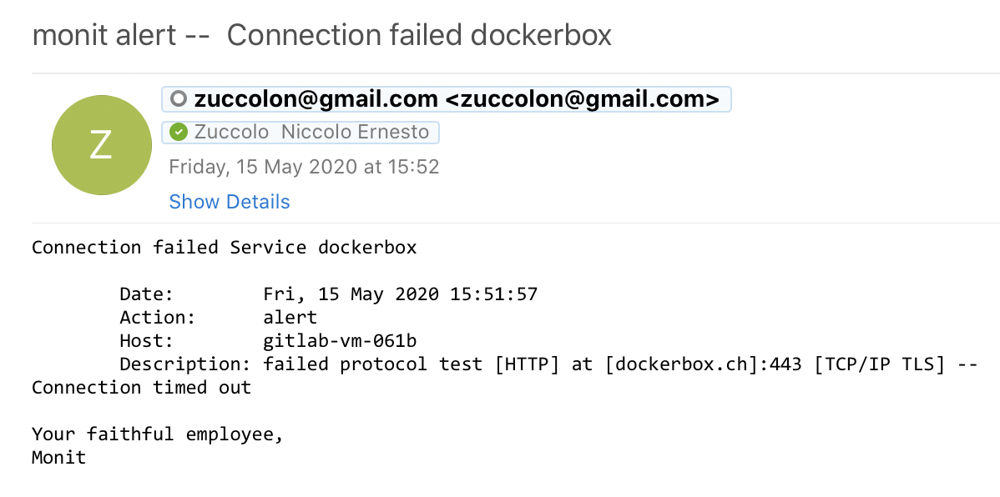 monit alert --  Connection failed dockerbox
Z
zuccolon@gmail.com <zuccolon@gmail.com>
Zuccolo  Niccolo Ernesto
Friday, 15 May 2020 at 15:52
Show Details
Connection failed Service dockerbox
Date:        Fri, 15 May 2020 15:51:57
Action:      alert
Host:        gitlab-vm-061b
Description: failed protocol test [HTTP] at [dockerbox.ch]:443 [TCP/IP TLS] --
Connection timed out
Your faithful employee,
Monit